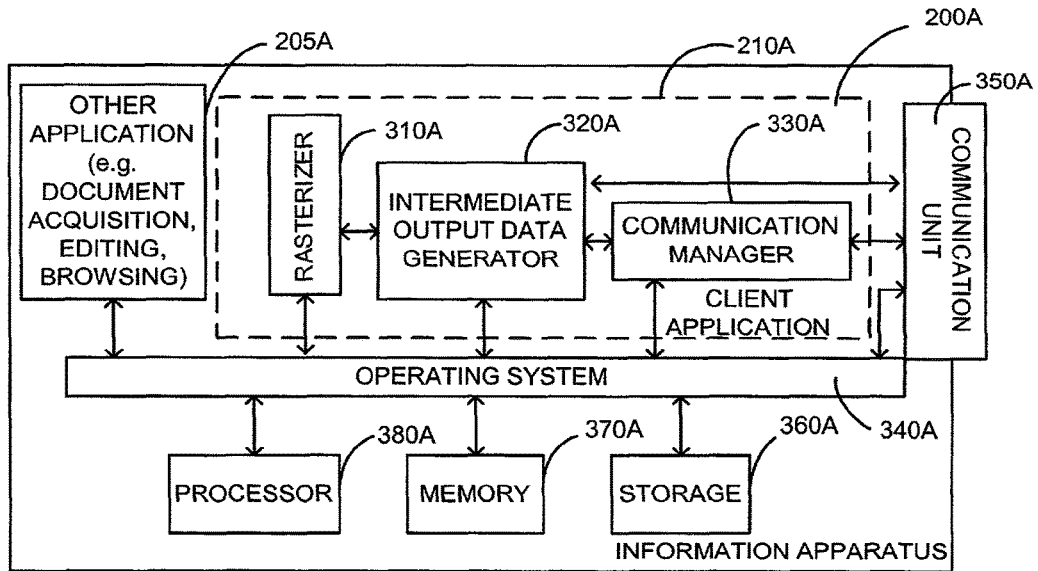 205A
210A
200A
350A
OTHER
APPLICATION
(e.g.
DOCUMENT
ACQUISITION,
EDITING,
BROWSING)
RASTERIZER
310A
320A
330A
INTERMEDIATE
OUTPUT DATA
GENERATOR
COMMUNICATION
MANAGER
CLIENT
APPLICATION
COMMUNICATION
UNIT
OPERATING SYSTEM
340A
380A
370A
360A
PROCESSOR
MEMORY
STORAGE
INFORMATION APPARATUS